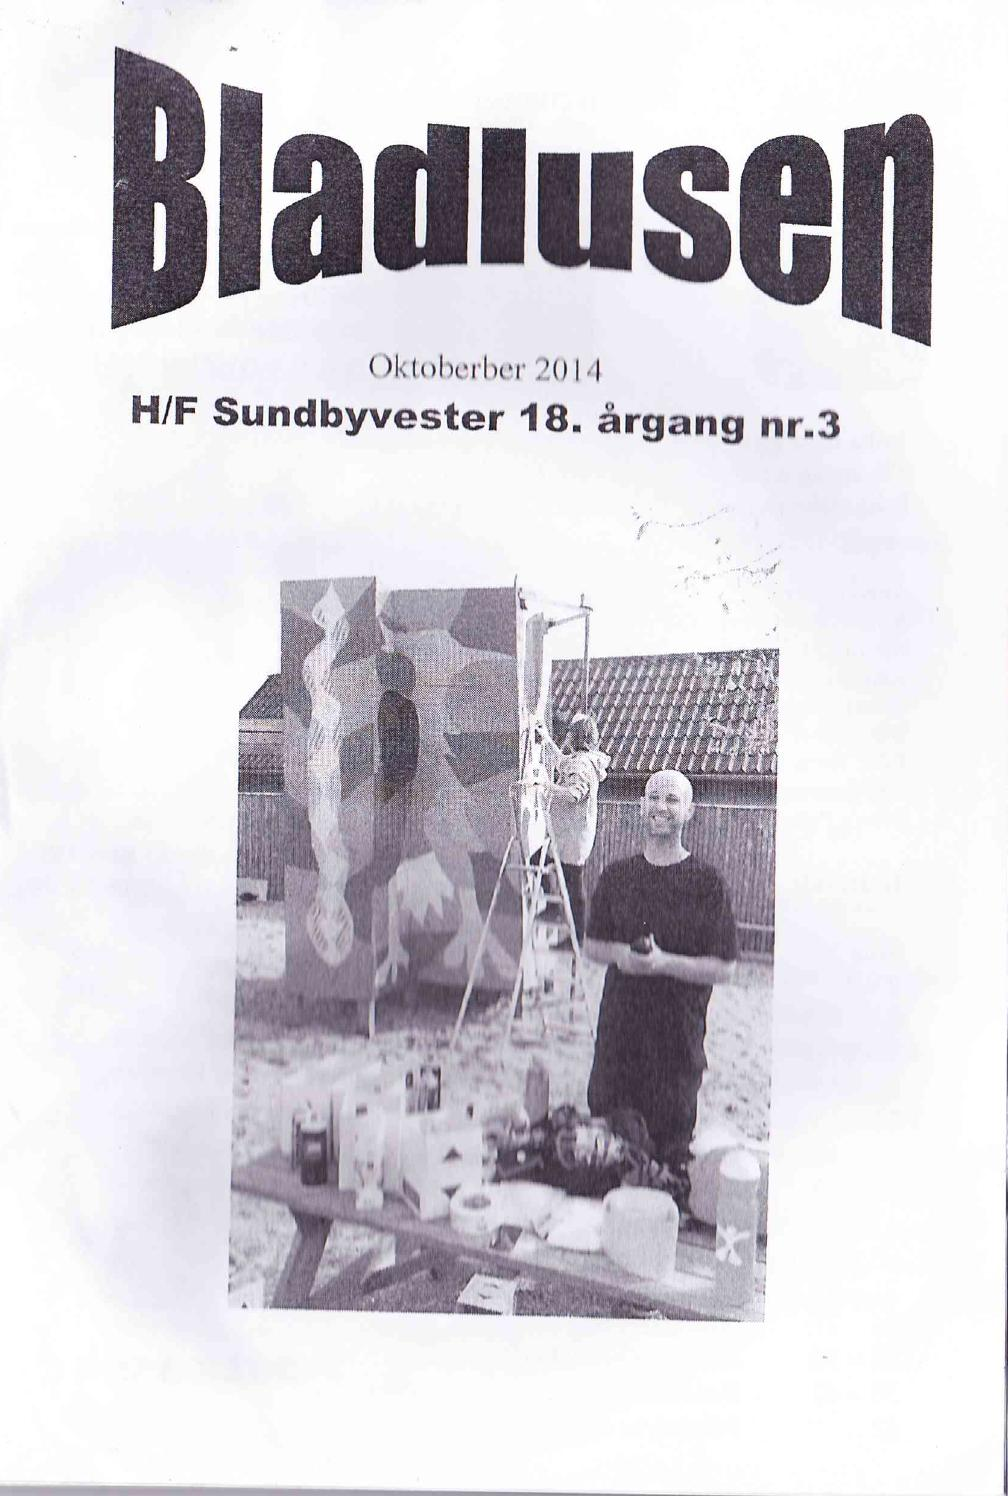 Bladlusen
Oktoberber 2014
H/F Sundbyvester 18. årgang nr.3